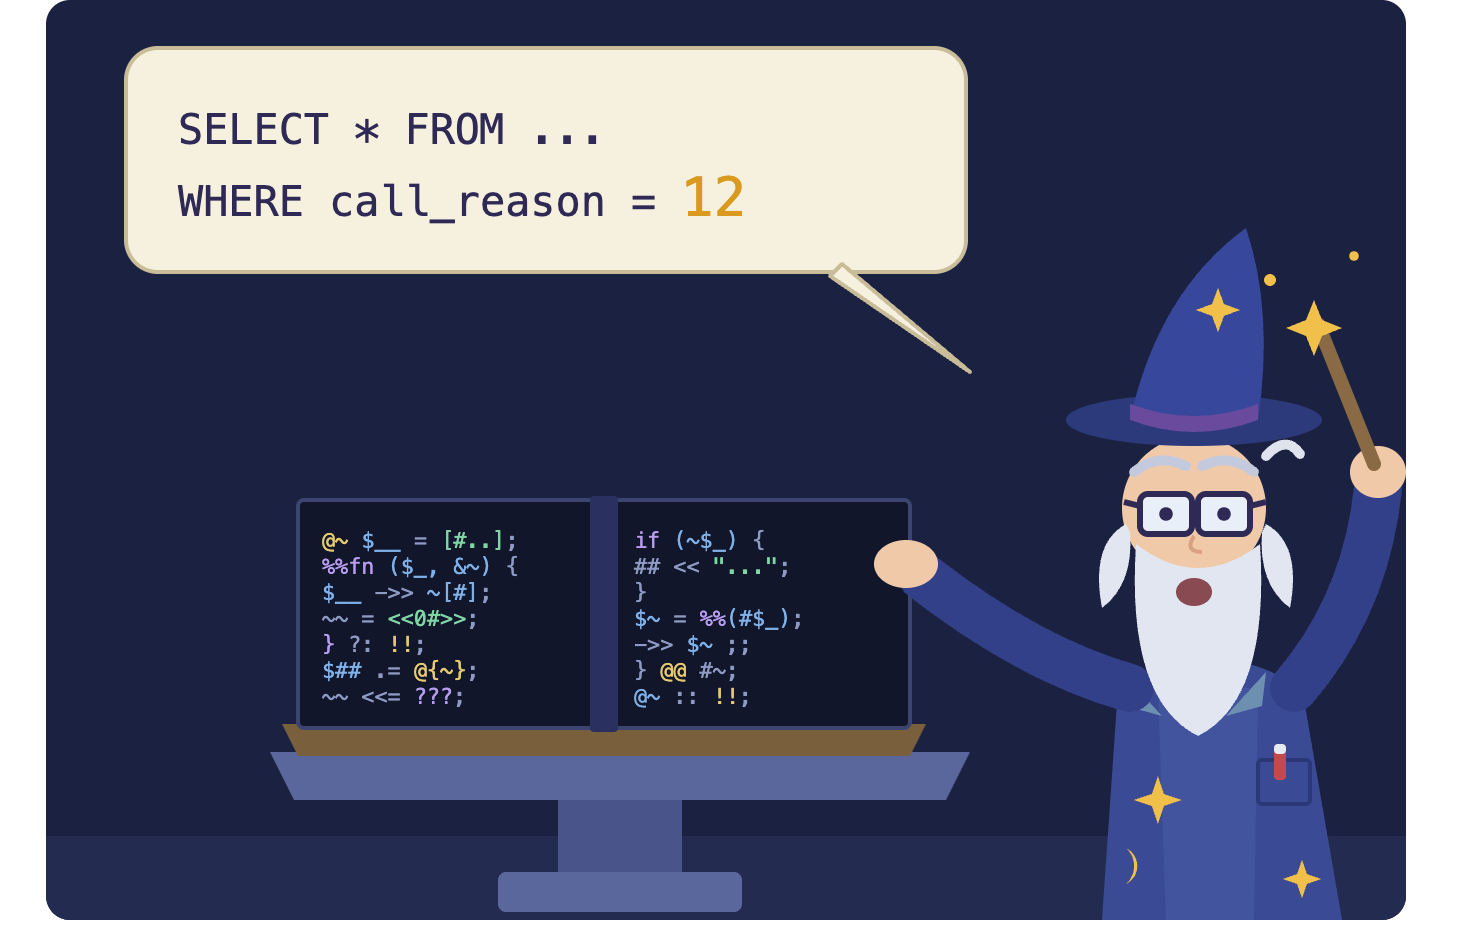 SELECT * FROM ...
WHERE call_reason = 12
@~ $__ = [#..];
%%fn ($_, &~) {
$__ —>> ~[#];
~~ = <<0#>>;
} ?: !!;
$## .= @{~};
~~ <<= ???;
if (~$_) {
## << "...";
}
$~ = %%(#$_);
—>> $~ ;;
} @@ #~;
@~ :: !!;